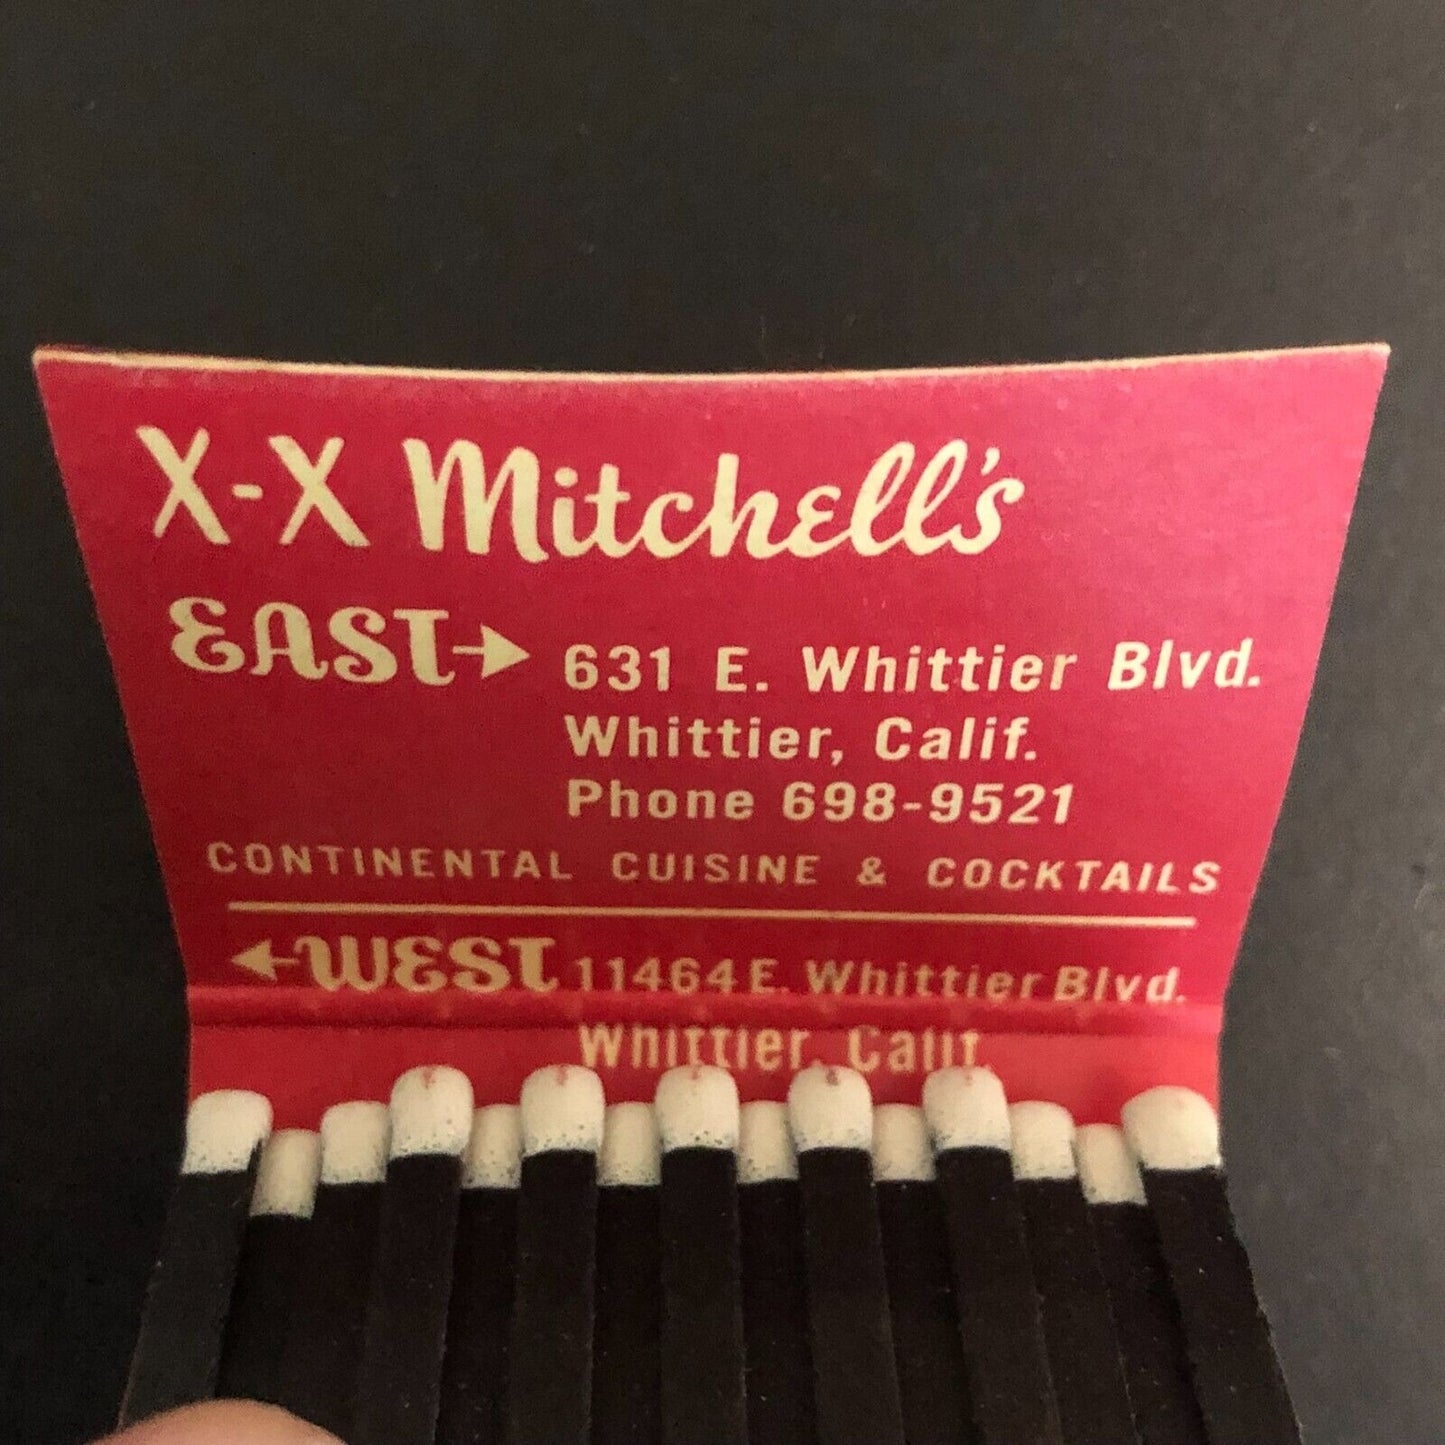 X-X Mitchell's
EAST 631 E. Whittier Blvd.
Whittier, Calif.
Phone 698-9521
CONTINENTAL CUISINE & COCKTAILS
WEST 11464 E. Whittier Blvd.
Whittier, Calif.